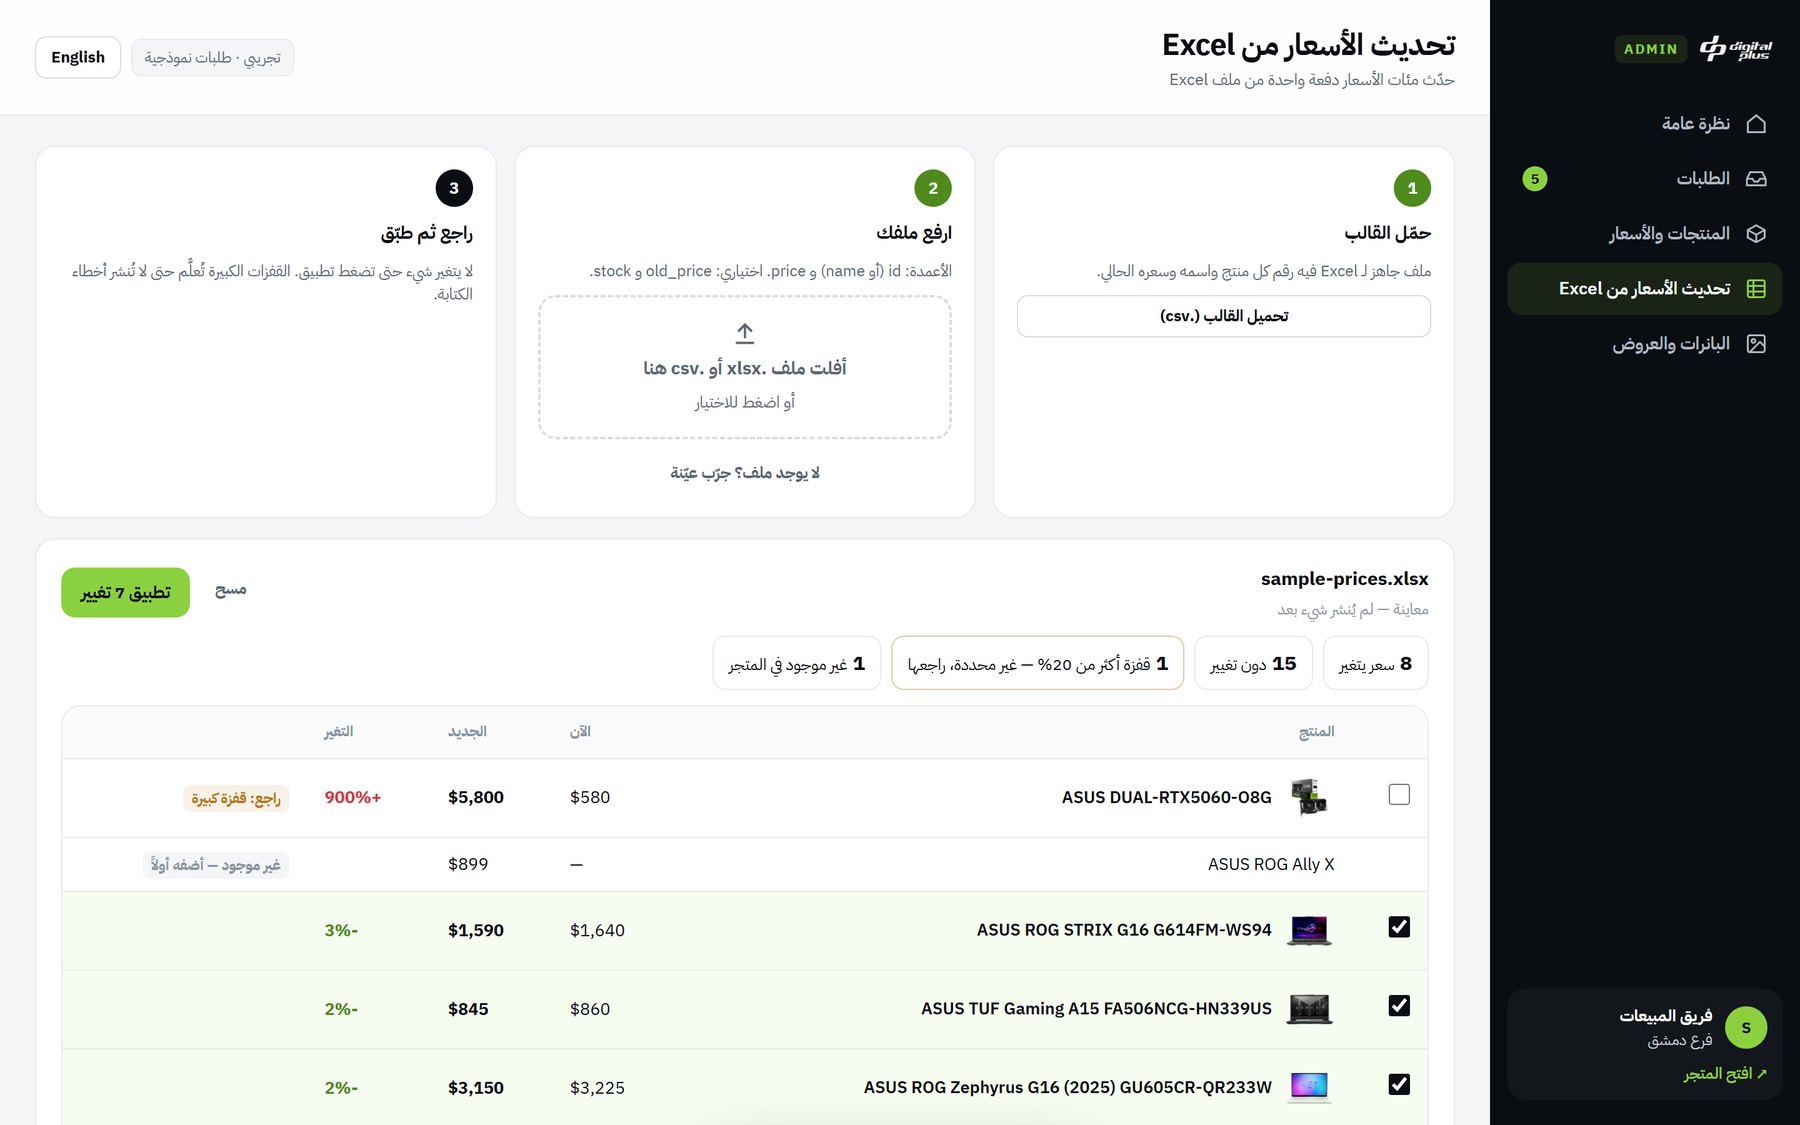 digital plus
ADMIN
نظرة عامة
الطلبات
5
المنتجات والأسعار
تحديث الأسعار من Excel
البانرات والعروض
S
فريق المبيعات
فرع دمشق
افتح المتجر ↗
تحديث الأسعار من Excel
حدّث مئات الأسعار دفعة واحدة من ملف Excel
تجريبي · طلبات نموذجية
English
1
حمّل القالب
ملف جاهز لـ Excel فيه رقم كل منتج واسمه وسعره الحالي.
تحميل القالب (.csv)
2
ارفع ملفك
الأعمدة: id (أو name) و price. اختياري: old_price و stock.
أفلت ملف .xlsx أو .csv هنا
أو اضغط للاختيار
لا يوجد ملف؟ جرّب عيّنة
3
راجع ثم طبّق
لا يتغير شيء حتى تضغط تطبيق. القفزات الكبيرة تُعلَّم حتى لا تُنشر أخطاء
الكتابة.
sample-prices.xlsx
معاينة — لم يُنشر شيء بعد
مسح
تطبيق 7 تغيير
8 سعر يتغير
15 دون تغيير
1 قفزة أكثر من 20% — غير محددة، راجعها
1 غير موجود في المتجر
المنتج الآن الجديد التغير
ASUS DUAL-RTX5060-O8G $580 $5,800 900%+ راجع: قفزة كبيرة
ASUS ROG Ally X — $899 غير موجود — أضفه أولاً
ASUS ROG STRIX G16 G614FM-WS94 $1,640 $1,590 3%-
ASUS TUF Gaming A15 FA506NCG-HN339US $860 $845 2%-
ASUS ROG Zephyrus G16 (2025) GU605CR-QR233W $3,225 $3,150 2%-